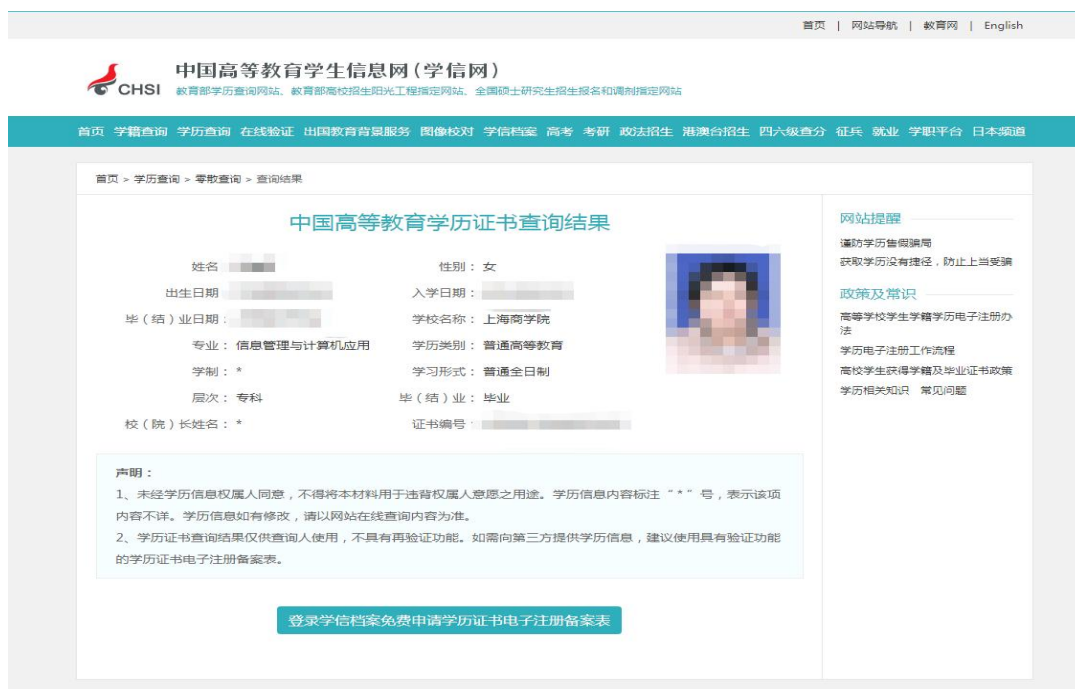 首页 | 网站导航 | 教育网 | English
CHSI
中国高等教育学生信息网(学信网)
教育部学历查询网站、教育部高校招生阳光工程指定网站、全国硕士研究生招生报名和调剂指定网站
首页 学籍查询 学历查询 在线验证 出国教育背景服务 图像校对 学信档案 高考 考研 政法招生 港澳台招生 四六级查分 征兵 就业 学职平台 日本频道
首页 > 学历查询 > 零散查询 > 查询结果
中国高等教育学历证书查询结果
姓名
性别: 女
出生日期
入学日期:
毕(结)业日期:
学校名称: 上海商学院
专业: 信息管理与计算机应用
学历类别: 普通高等教育
学制: *
学习形式: 普通全日制
层次: 专科
毕(结)业: 毕业
校(院)长姓名: *
证书编号:
声明:
1、未经学历信息权属人同意,不得将本材料用于违背权属人意愿之用途。学历信息内容标注“*”号,表示该项
内容不详。学历信息如有修改,请以网站在线查询内容为准。
2、学历证书查询结果仅供查询人使用,不具有再验证功能。如需向第三方提供学历信息,建议使用具有验证功能
的学历证书电子注册备案表。
登录学信档案免费申请学历证书电子注册备案表
网站提醒
谨防学历售假骗局
获取学历没有捷径,防止上当受骗
政策及常识
高等学校学生学籍学历电子注册办
法
学历电子注册工作流程
高校学生获得学籍及毕业证书政策
学历相关知识 常见问题